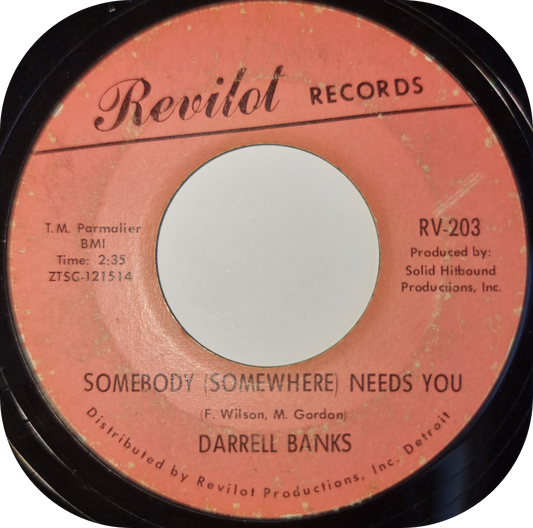 Revilot RECORDS
T.M. Parmalier
BMI
Time: 2:35
ZTSC-121514
RV-203
Produced by:
Solid Hitbound
Productions, Inc.
SOMEBODY (SOMEWHERE) NEEDS YOU
(F. Wilson, M. Gordon)
DARRELL BANKS
Distributed by Revilot Productions, Inc. Detroit